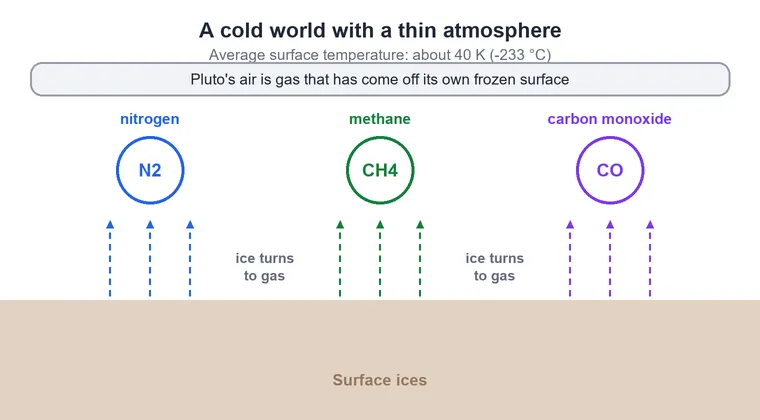 A cold world with a thin atmosphere
Average surface temperature: about 40 K (-233 °C)
Pluto's air is gas that has come off its own frozen surface
nitrogen
methane
carbon monoxide
N2
CH4
CO
ice turns
to gas
ice turns
to gas
Surface ices